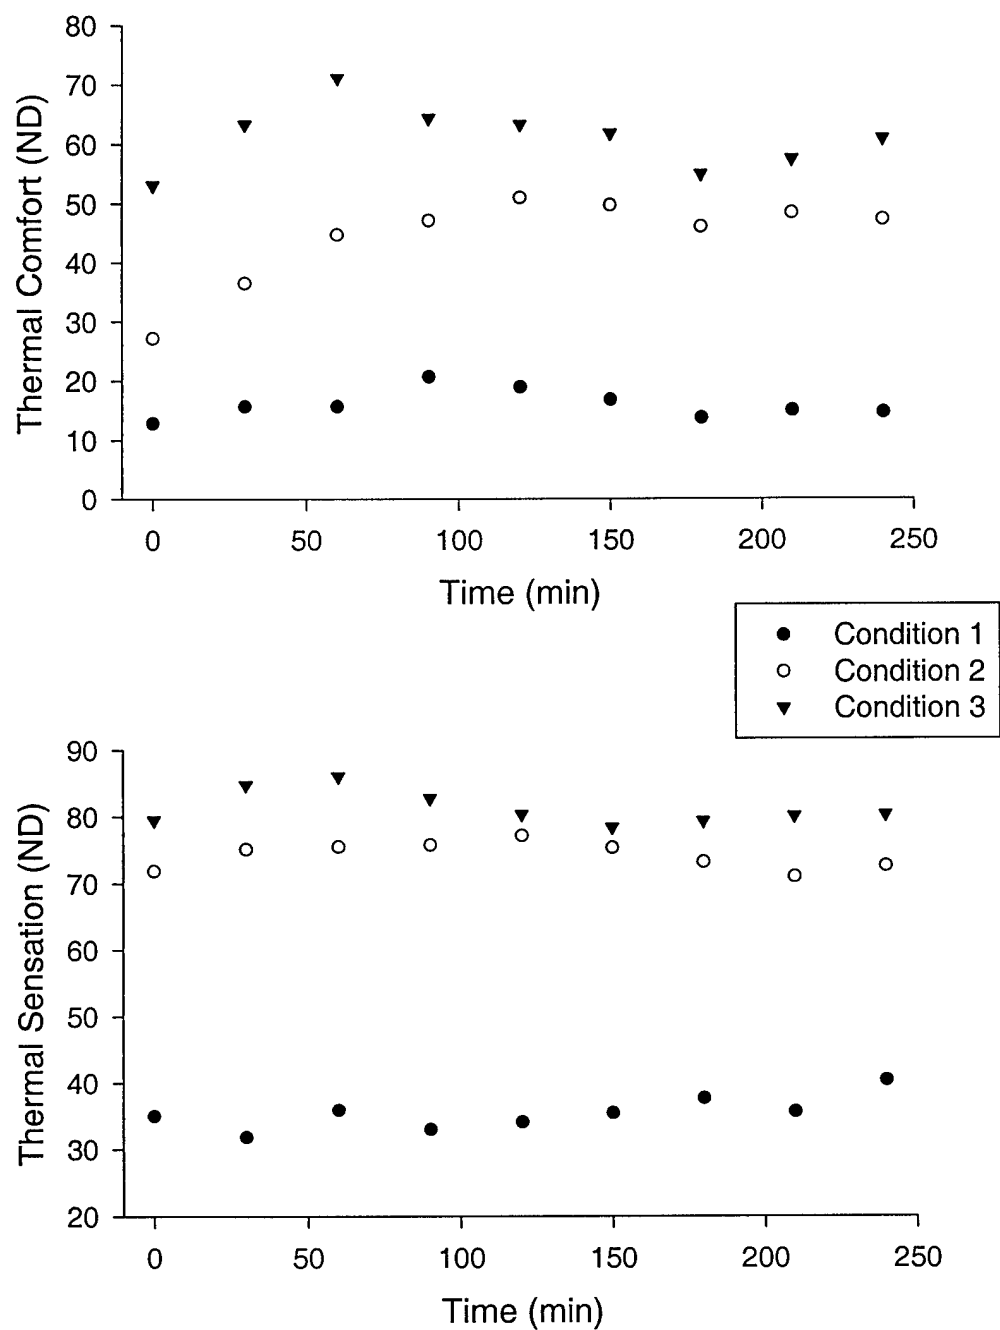 80
70
60
50
40
30
20
10
0
Thermal Comfort (ND)
0 50 100 150 200 250
Time (min)
Condition 1
Condition 2
Condition 3
90
80
70
60
50
40
30
20
Thermal Sensation (ND)
0 50 100 150 200 250
Time (min)